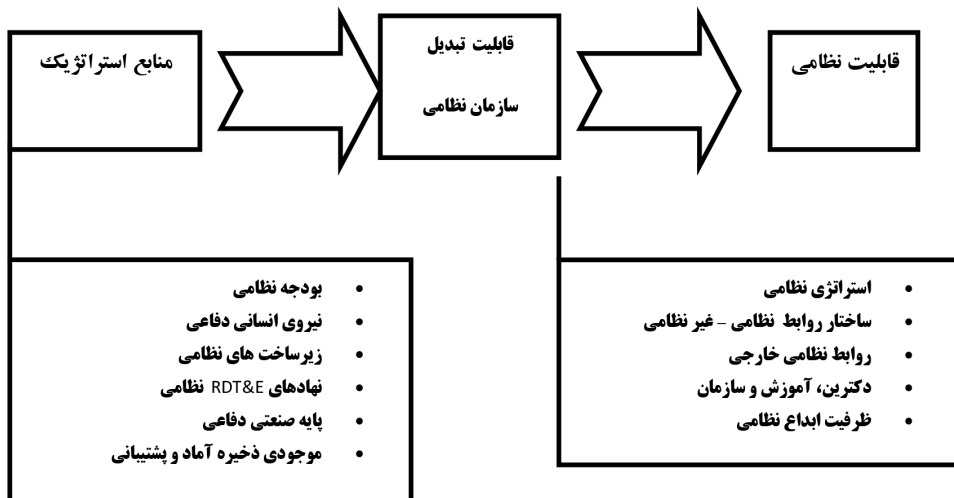 منابع استراتژیک
قابلیت تبدیل
سازمان نظامی
قابلیت نظامی
• بودجه نظامی
• نیروی انسانی دفاعی
• زیرساخت های نظامی
• نهادهای RDT&E نظامی
• پایه صنعتی دفاعی
• موجودی ذخیره آماد و پشتیبانی
• استراتژی نظامی
• ساختار روابط نظامی – غیر نظامی
• روابط نظامی خارجی
• دکترین، آموزش و سازمان
• ظرفیت ابداع نظامی